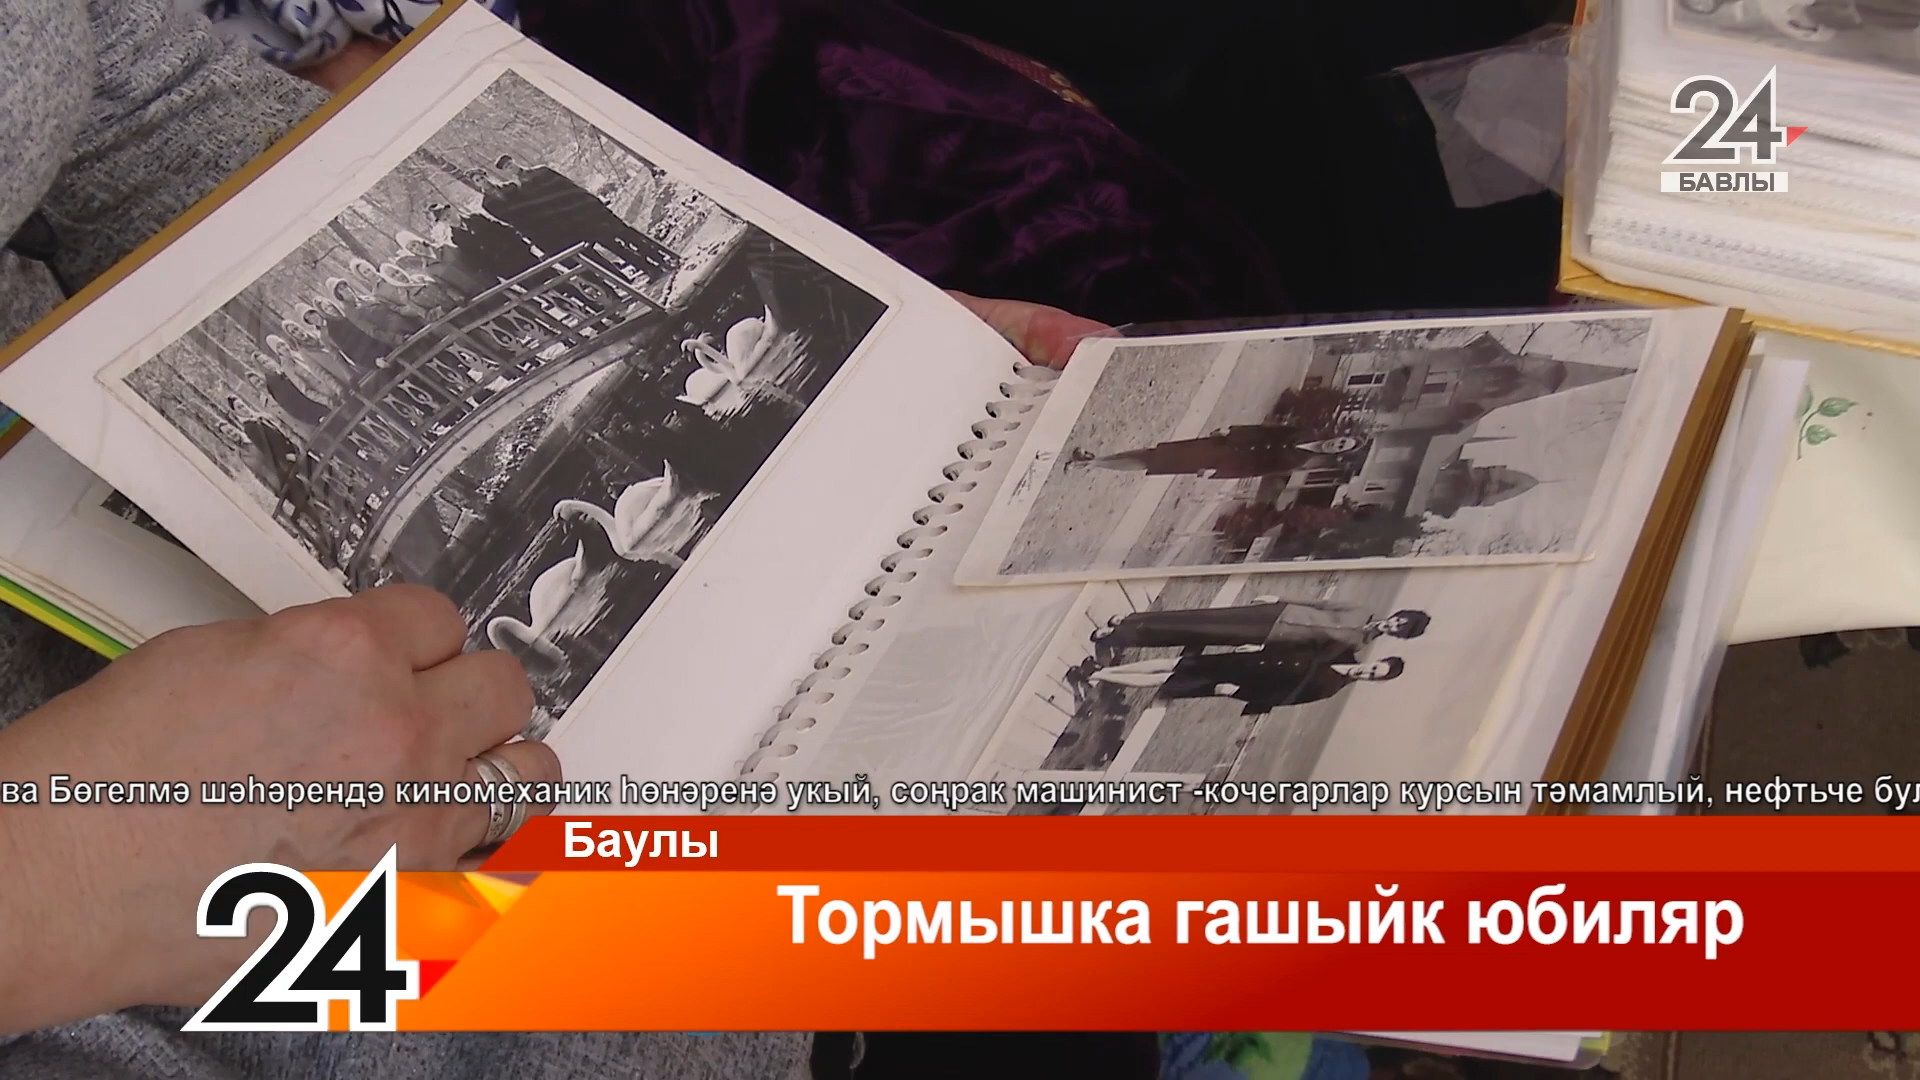 24
БАВЛЫ
ва Бөгелмә шәһәрендә киномеханик һөнәренә укый, соңрак машинист -кочегарлар курсын тәмамлый, нефтьче бул
Баулы
24
Тормышка гашыйк юбиляр